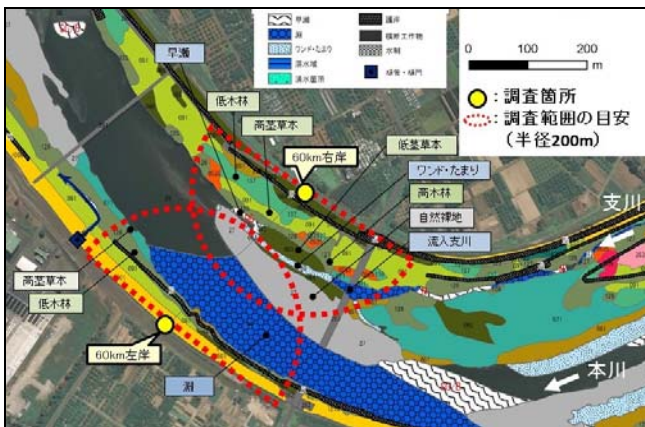 早瀬
淵
ワンド・たまり
湛水域
湧水箇所
護岸
横断工作物
水制
樋管・樋門
0 100 200
m
：調査箇所
：調査範囲の目安
（半径200m）
早瀬
低木林
高茎草本
60km右岸
低茎草本
ワンド・たまり
高木林
自然裸地
流入支川
支川
高茎草本
低木林
60km左岸
淵
本川